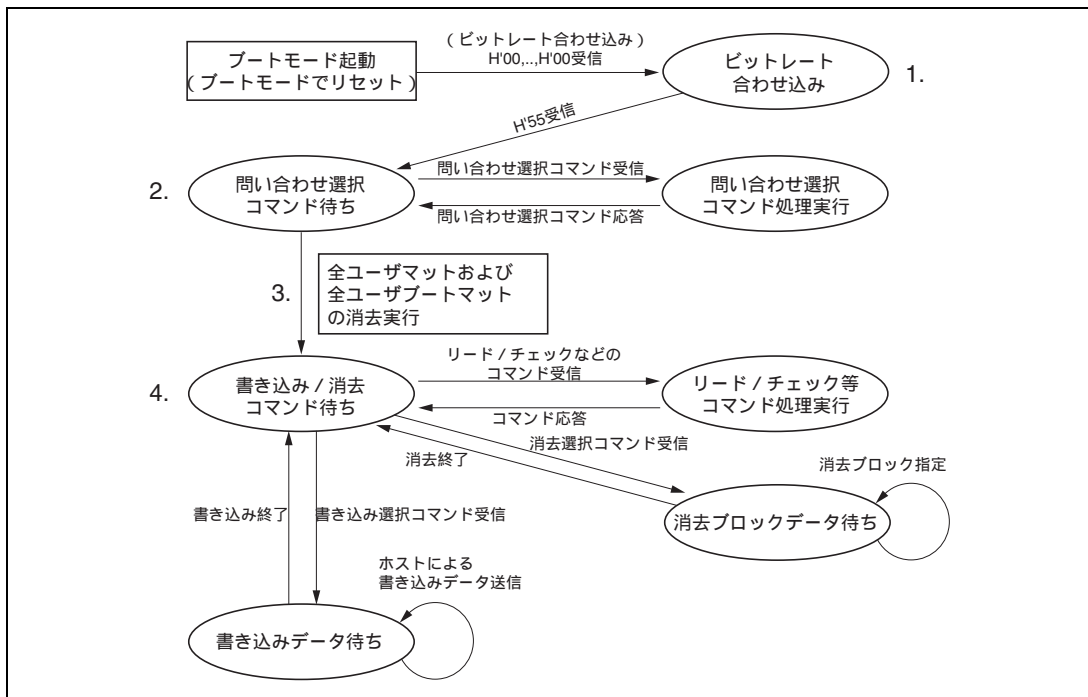 ブートモード起動
(ブートモードでリセット)
(ビットレート合わせ込み)
H'00,..,H'00受信
ビットレート
合わせ込み
1.
H'55受信
2.
問い合わせ選択
コマンド待ち
問い合わせ選択コマンド受信
問い合わせ選択コマンド応答
問い合わせ選択
コマンド処理実行
3.
全ユーザマットおよび
全ユーザブートマット
の消去実行
4.
書き込み / 消去
コマンド待ち
リード / チェックなどの
コマンド受信
コマンド応答
リード / チェック等
コマンド処理実行
消去選択コマンド受信
消去終了
消去ブロック指定
消去ブロックデータ待ち
書き込み終了
書き込み選択コマンド受信
ホストによる
書き込みデータ送信
書き込みデータ待ち